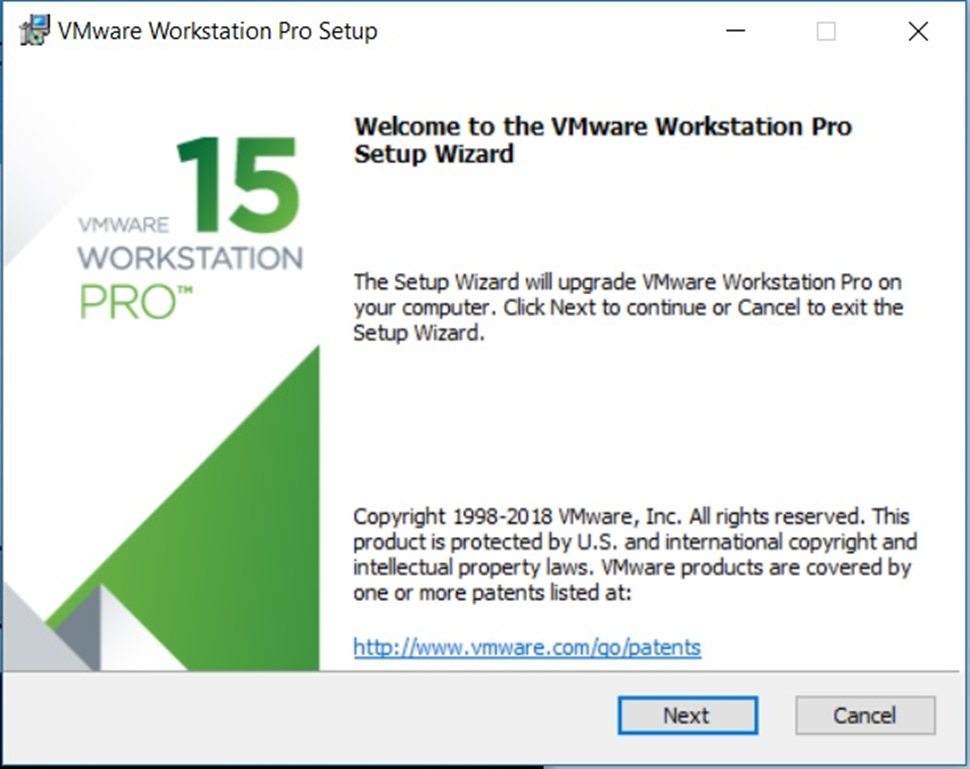 VMware Workstation Pro Setup
15
VMWARE
WORKSTATION
PRO™
Welcome to the VMware Workstation Pro
Setup Wizard
The Setup Wizard will upgrade VMware Workstation Pro on
your computer. Click Next to continue or Cancel to exit the
Setup Wizard.
Copyright 1998-2018 VMware, Inc. All rights reserved. This
product is protected by U.S. and international copyright and
intellectual property laws. VMware products are covered by
one or more patents listed at:
http://www.vmware.com/go/patents
Next
Cancel